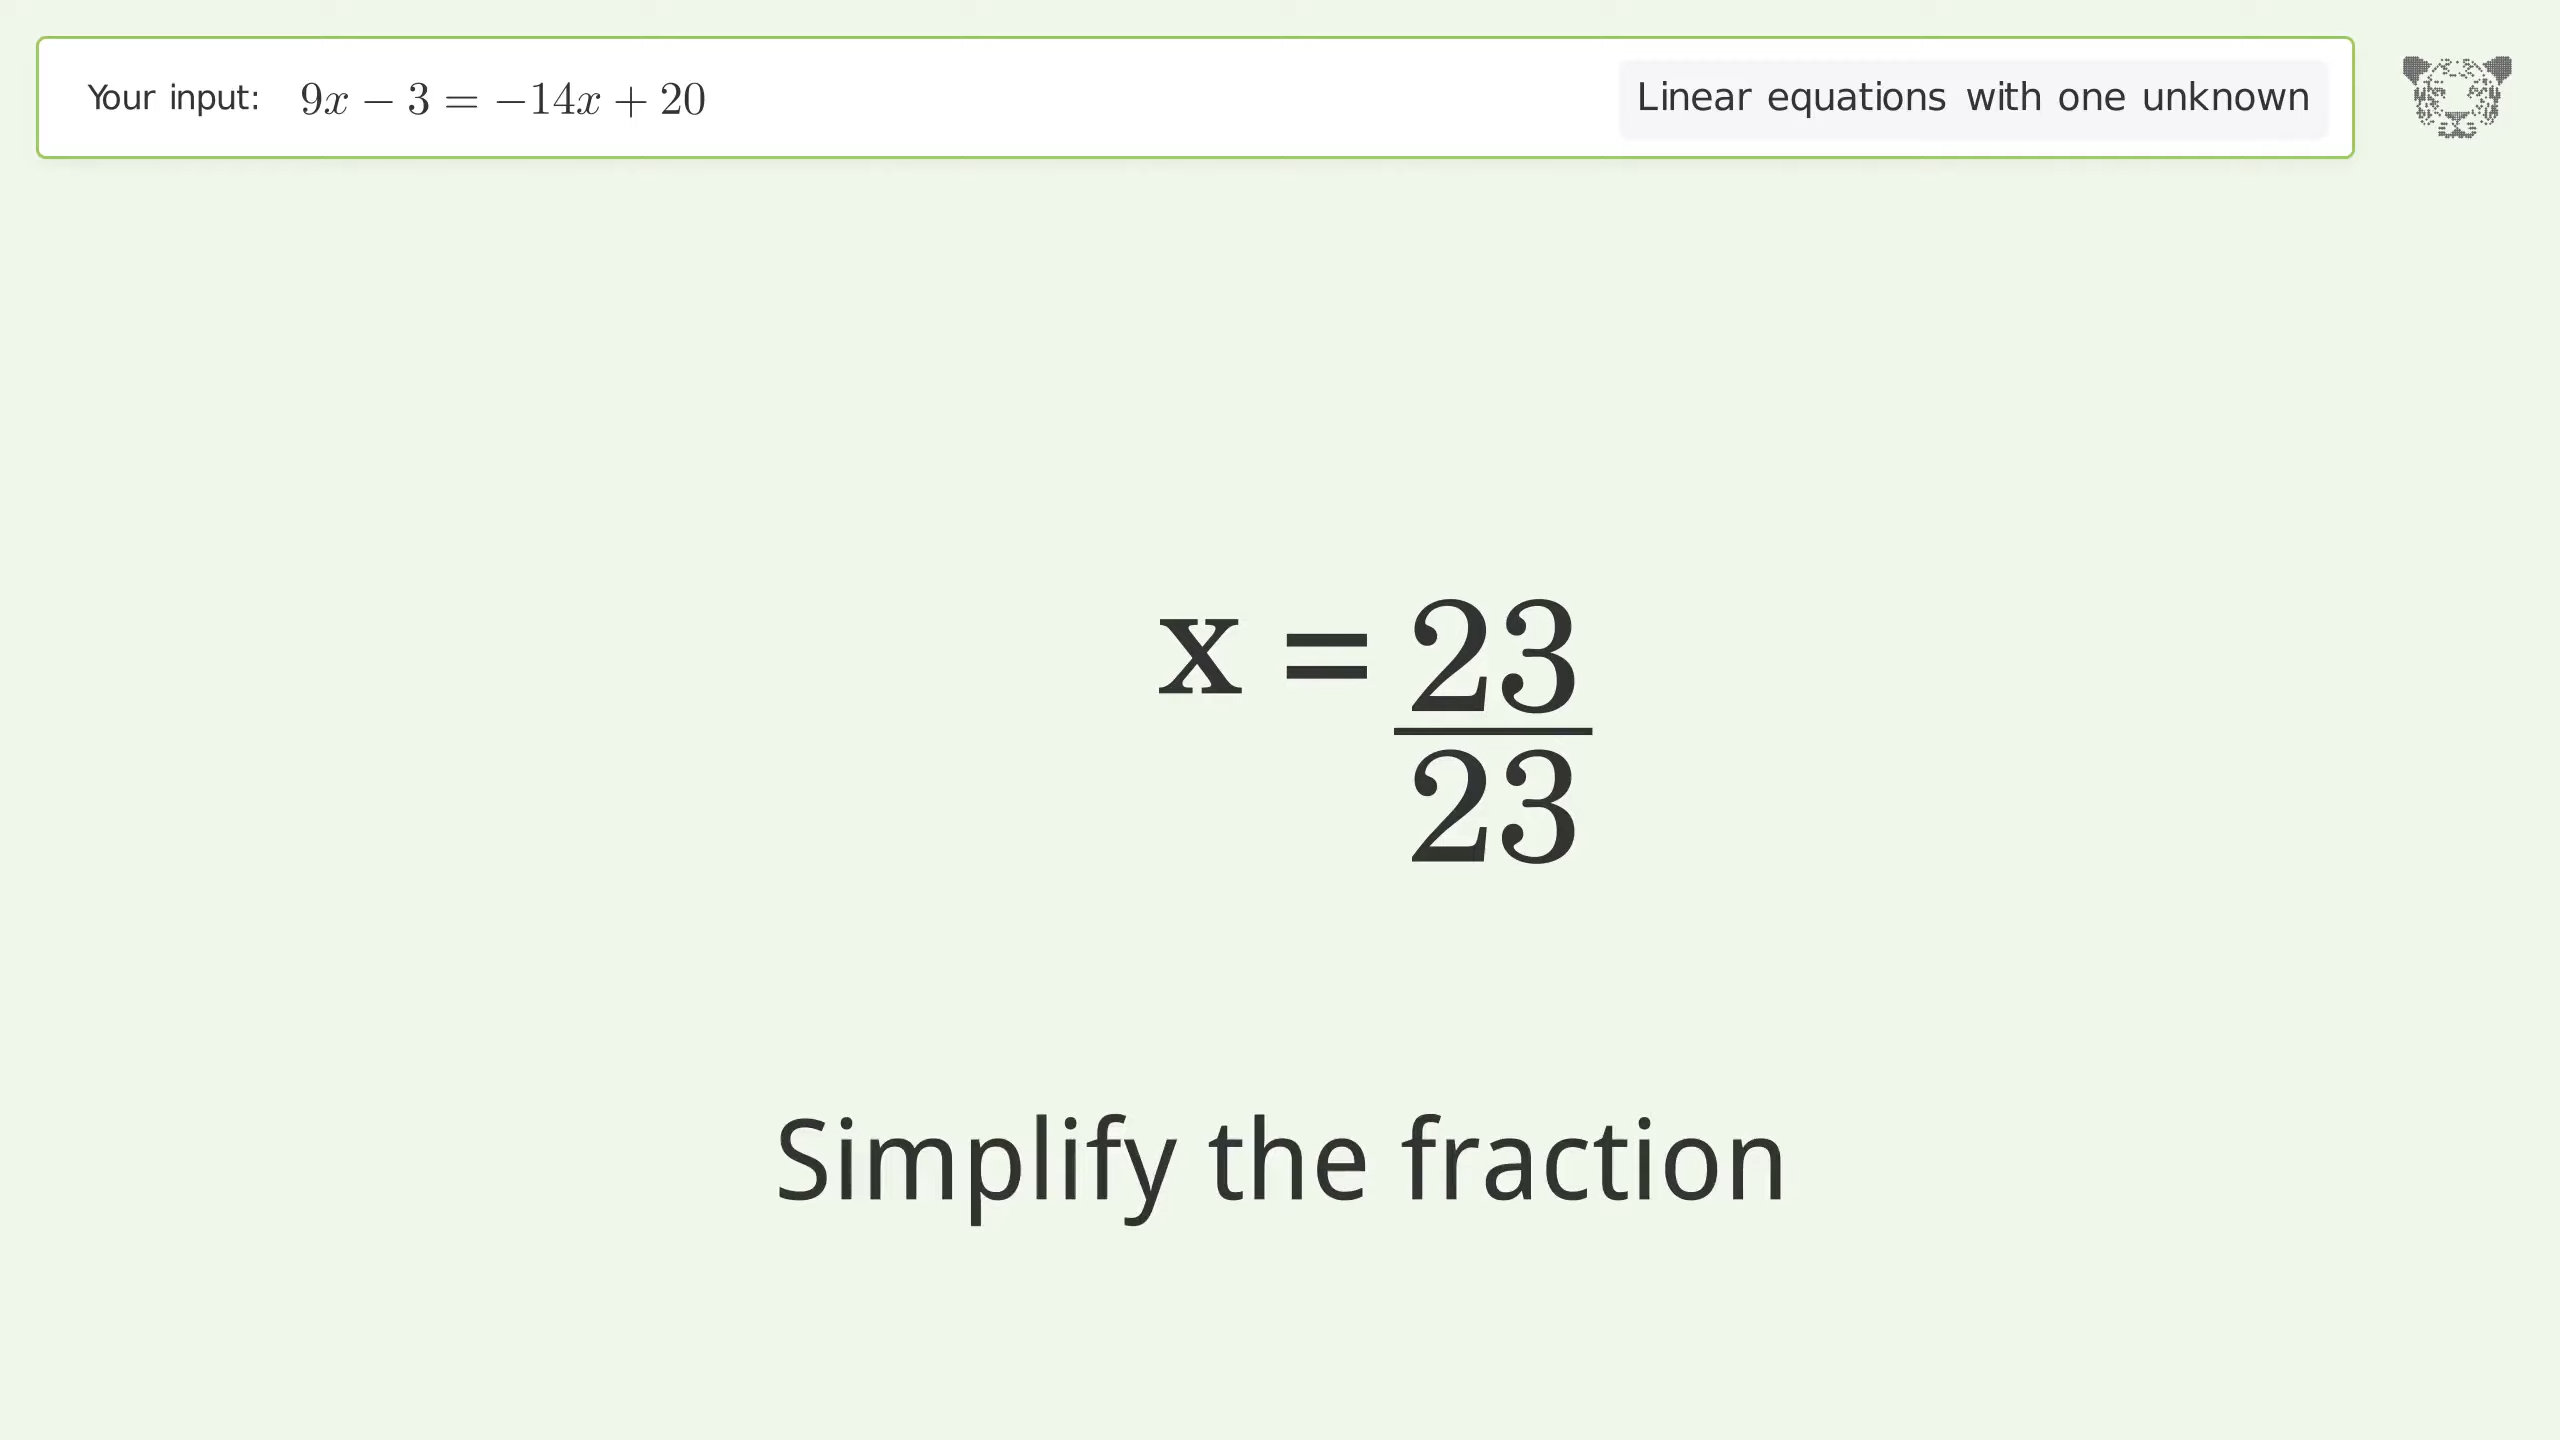 Your input: 9x − 3 = −14x + 20
Linear equations with one unknown
x = 23/23
Simplify the fraction